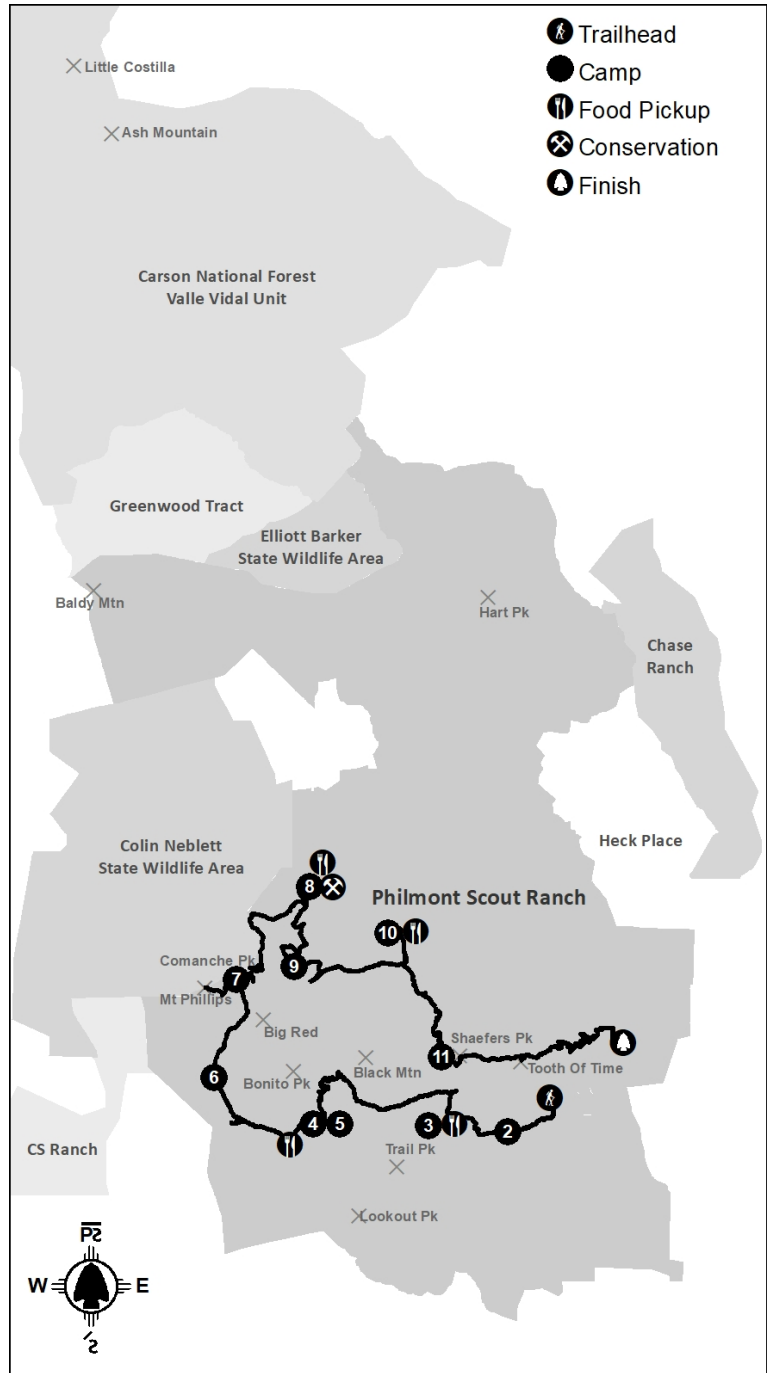 Trailhead
Camp
Food Pickup
Conservation
Finish
Little Costilla
Ash Mountain
Carson National Forest
Valle Vidal Unit
Greenwood Tract
Elliott Barker
State Wildlife Area
Baldy Mtn
Hart Pk
Chase
Ranch
Heck Place
Colin Neblett
State Wildlife Area
Philmont Scout Ranch
8
10
9
Comanche Pk
7
Mt Phillips
Big Red
Shaefers Pk
11
Black Mtn
Tooth Of Time
Bonito Pk
6
4
5
3
2
Trail Pk
CS Ranch
Lookout Pk
W
E